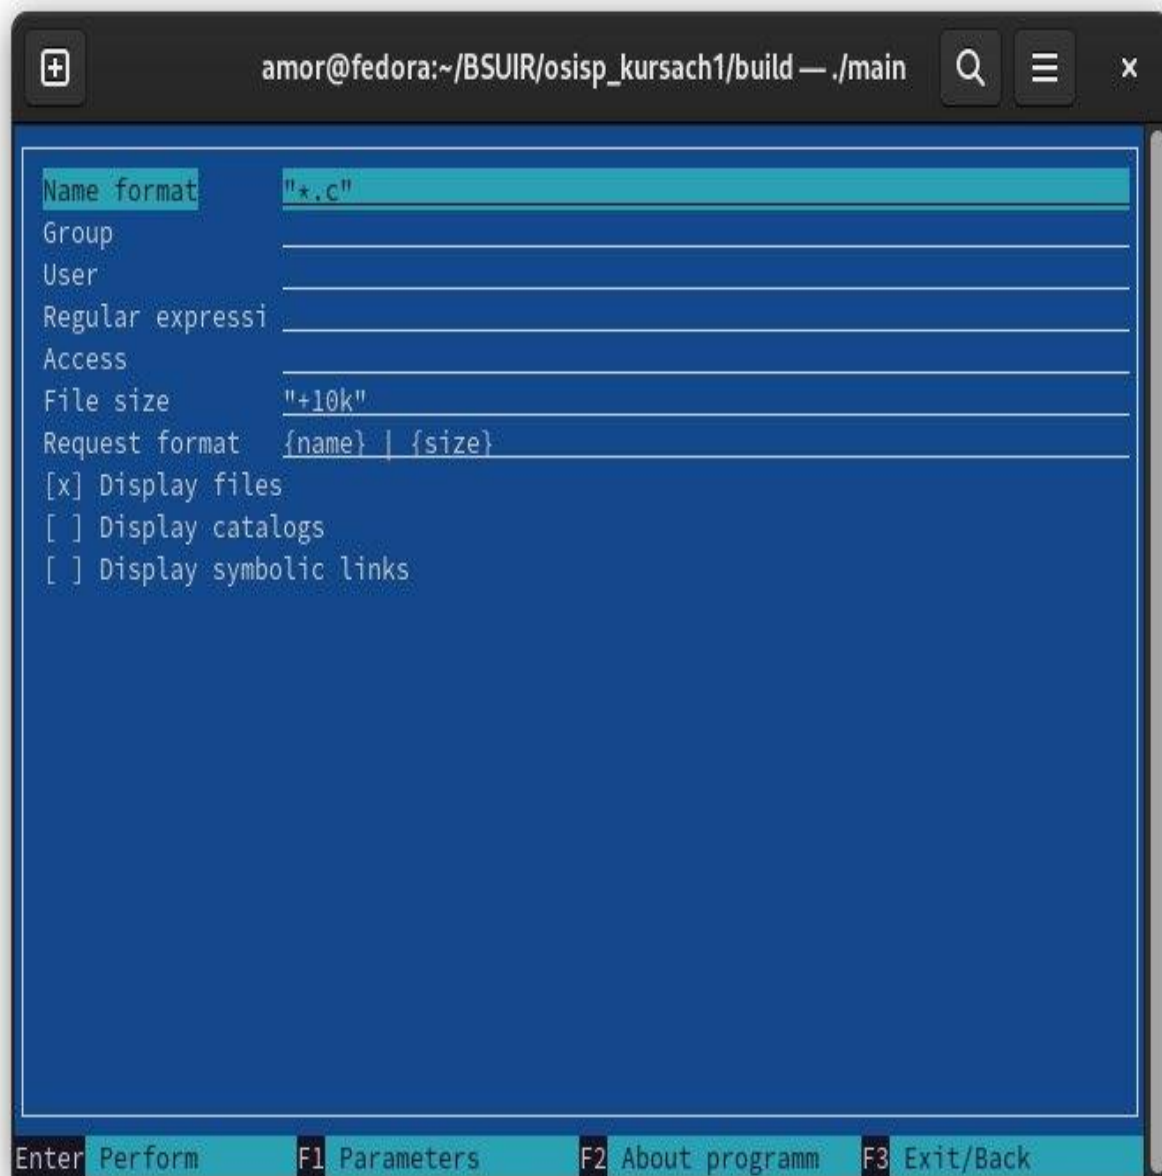 amor@fedora:~/BSUIR/osisp_kursach1/build — ./main
Name format "*.c"
Group
User
Regular expressi
Access
File size "+10k"
Request format {name} | {size}
[x] Display files
[ ] Display catalogs
[ ] Display symbolic links
Enter Perform F1 Parameters F2 About programm F3 Exit/Back